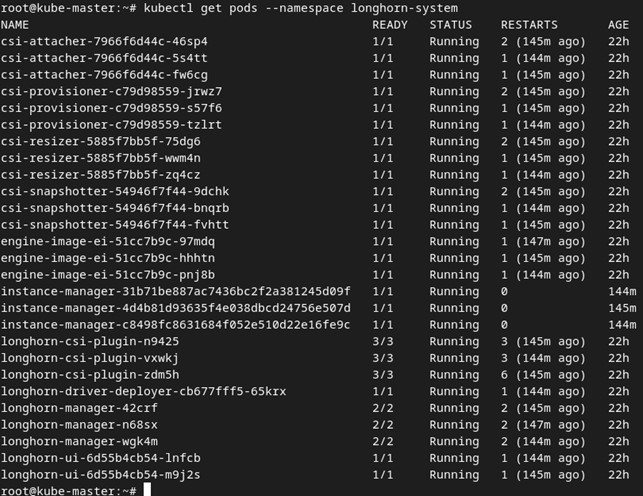 root@kube-master:~# kubectl get pods --namespace longhorn-system
NAME READY STATUS RESTARTS AGE
csi-attacher-7966f6d44c-46sp4 1/1 Running 2 (145m ago) 22h
csi-attacher-7966f6d44c-5s4tt 1/1 Running 1 (144m ago) 22h
csi-attacher-7966f6d44c-fw6cg 1/1 Running 1 (145m ago) 22h
csi-provisioner-c79d98559-jrwz7 1/1 Running 2 (145m ago) 22h
csi-provisioner-c79d98559-s57f6 1/1 Running 1 (145m ago) 22h
csi-provisioner-c79d98559-tzlrt 1/1 Running 1 (144m ago) 22h
csi-resizer-5885f7bb5f-75dg6 1/1 Running 2 (145m ago) 22h
csi-resizer-5885f7bb5f-wwm4n 1/1 Running 1 (145m ago) 22h
csi-resizer-5885f7bb5f-zq4cz 1/1 Running 1 (144m ago) 22h
csi-snapshotter-54946f7f44-9dchk 1/1 Running 2 (145m ago) 22h
csi-snapshotter-54946f7f44-bnqrb 1/1 Running 1 (144m ago) 22h
csi-snapshotter-54946f7f44-fvhtt 1/1 Running 1 (145m ago) 22h
engine-image-ei-51cc7b9c-97mdq 1/1 Running 1 (147m ago) 22h
engine-image-ei-51cc7b9c-hhhtn 1/1 Running 1 (145m ago) 22h
engine-image-ei-51cc7b9c-pnj8b 1/1 Running 1 (144m ago) 22h
instance-manager-31b71be887ac7436bc2f2a381245d09f 1/1 Running 0 144m
instance-manager-4d4b81d93635f4e038dbcd24756e507d 1/1 Running 0 145m
instance-manager-c8498fc8631684f052e510d22e16fe9c 1/1 Running 0 144m
longhorn-csi-plugin-n9425 3/3 Running 3 (145m ago) 22h
longhorn-csi-plugin-vxwkj 3/3 Running 3 (144m ago) 22h
longhorn-csi-plugin-zdm5h 3/3 Running 6 (145m ago) 22h
longhorn-driver-deployer-cb677fff5-65krx 1/1 Running 1 (144m ago) 22h
longhorn-manager-42crf 2/2 Running 2 (145m ago) 22h
longhorn-manager-n68sx 2/2 Running 2 (147m ago) 22h
longhorn-manager-wgk4m 2/2 Running 2 (144m ago) 22h
longhorn-ui-6d55b4cb54-lnfcb 1/1 Running 1 (144m ago) 22h
longhorn-ui-6d55b4cb54-m9j2s 1/1 Running 1 (145m ago) 22h
root@kube-master:~#